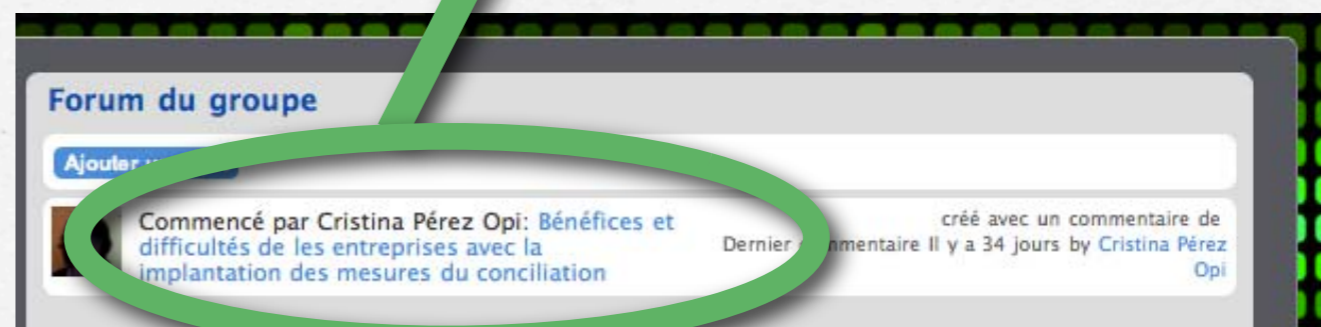 Forum du groupe
Ajouter
Commencé par Cristina Pérez Opi: Bénéfices et
difficultés de les entreprises avec la
implantation des mesures du conciliation
créé avec un commentaire de
Dernier Il y a 34 jours by Cristina Pérez
Opi